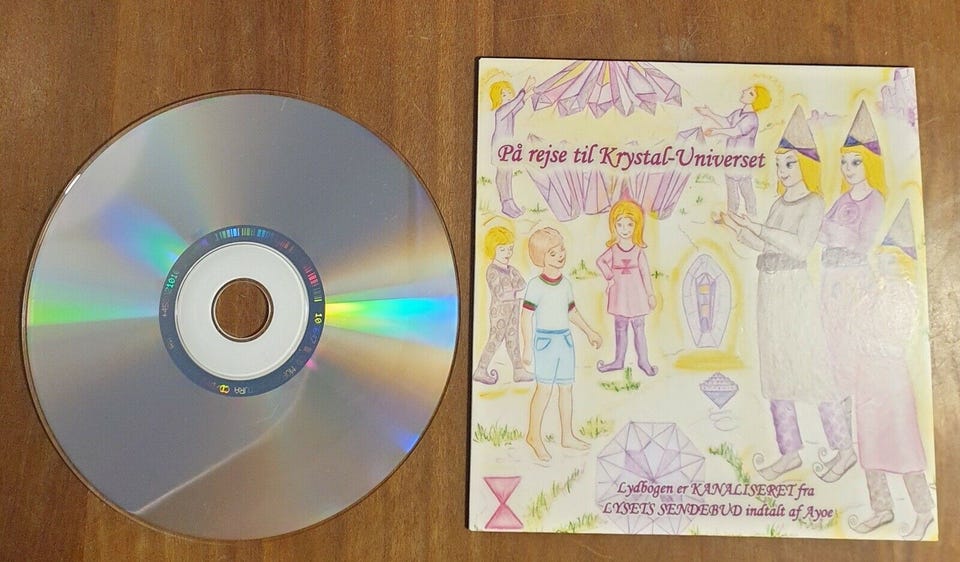 På rejse til Krystal-Universet
Lydbogen er KANALISERET fra
LYSETS SENDEBUD indtalt af Ayoe